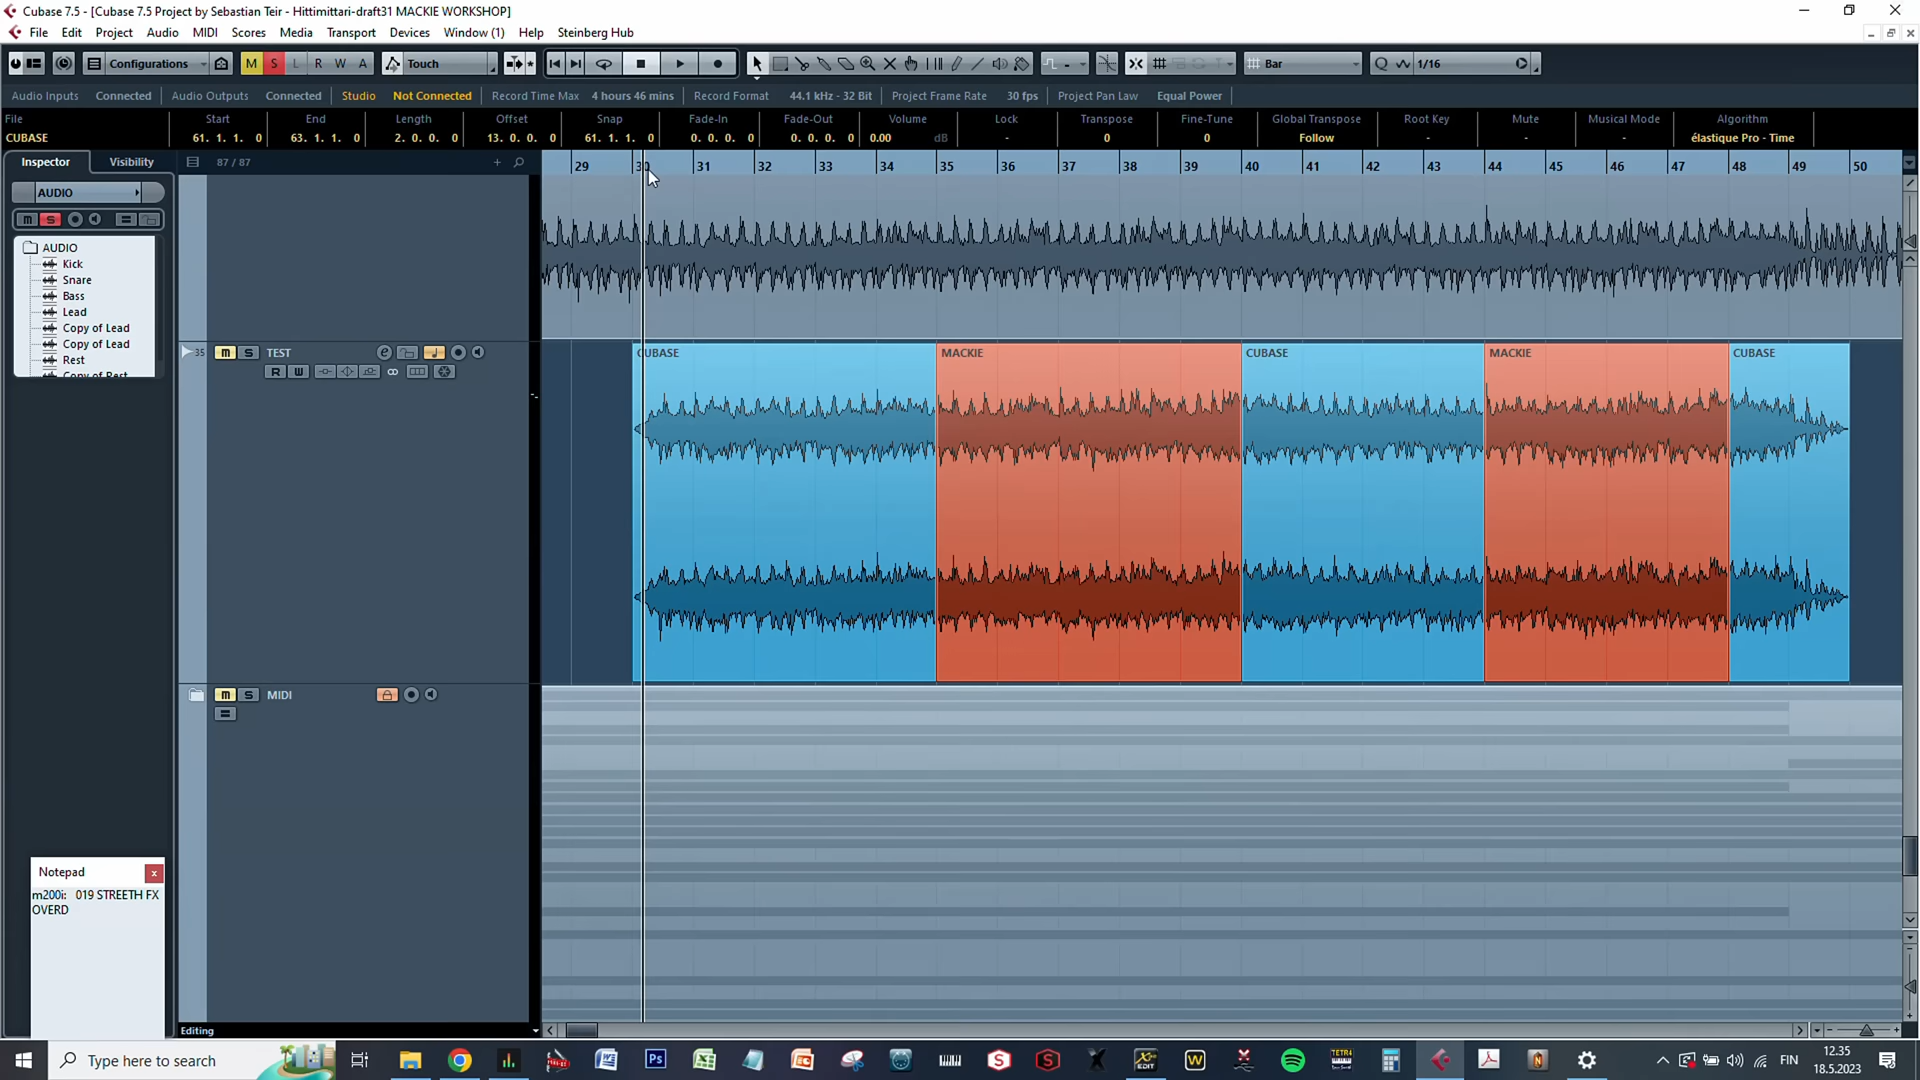 Cubase 7.5 - [Cubase 7.5 Project by Sebastian Teir - Hittimittari-draft31 MACKIE WORKSHOP]
File Edit Project Audio MIDI Scores Media Transport Devices Window (1) Help Steinberg Hub
Configurations M S L R W A Touch Bar 1/16
Audio Inputs Connected Audio Outputs Connected Studio Not Connected Record Time Max 4 hours 46 mins Record Format 44.1 kHz - 32 Bit Project Frame Rate 30 fps Project Pan Law Equal Power
File Start End Length Offset Snap Fade-In Fade-Out Volume Lock Transpose Fine-Tune Global Transpose Root Key Mute Musical Mode Algorithm
CUBASE 61. 1. 1. 0 63. 1. 1. 0 2. 0. 0. 0 13. 0. 0. 0 61. 1. 1. 0 0. 0. 0. 0 0. 0. 0. 0 0.00 dB - 0 0 Follow - - - élastique Pro - Time
Inspector Visibility 87 / 87 29 30 31 32 33 34 35 36 37 38 39 40 41 42 43 44 45 46 47 48 49 50
AUDIO
m S
AUDIO
Kick
Snare
Bass
Lead
Copy of Lead
Copy of Lead
Rest
Copy of Rest
35 m S TEST e
R W
CUBASE MACKIE CUBASE MACKIE CUBASE
m S MIDI
Notepad x
m200i: 019 STREETH FX
OVERD
Editing
Type here to search
FIN
12.35
18.5.2023